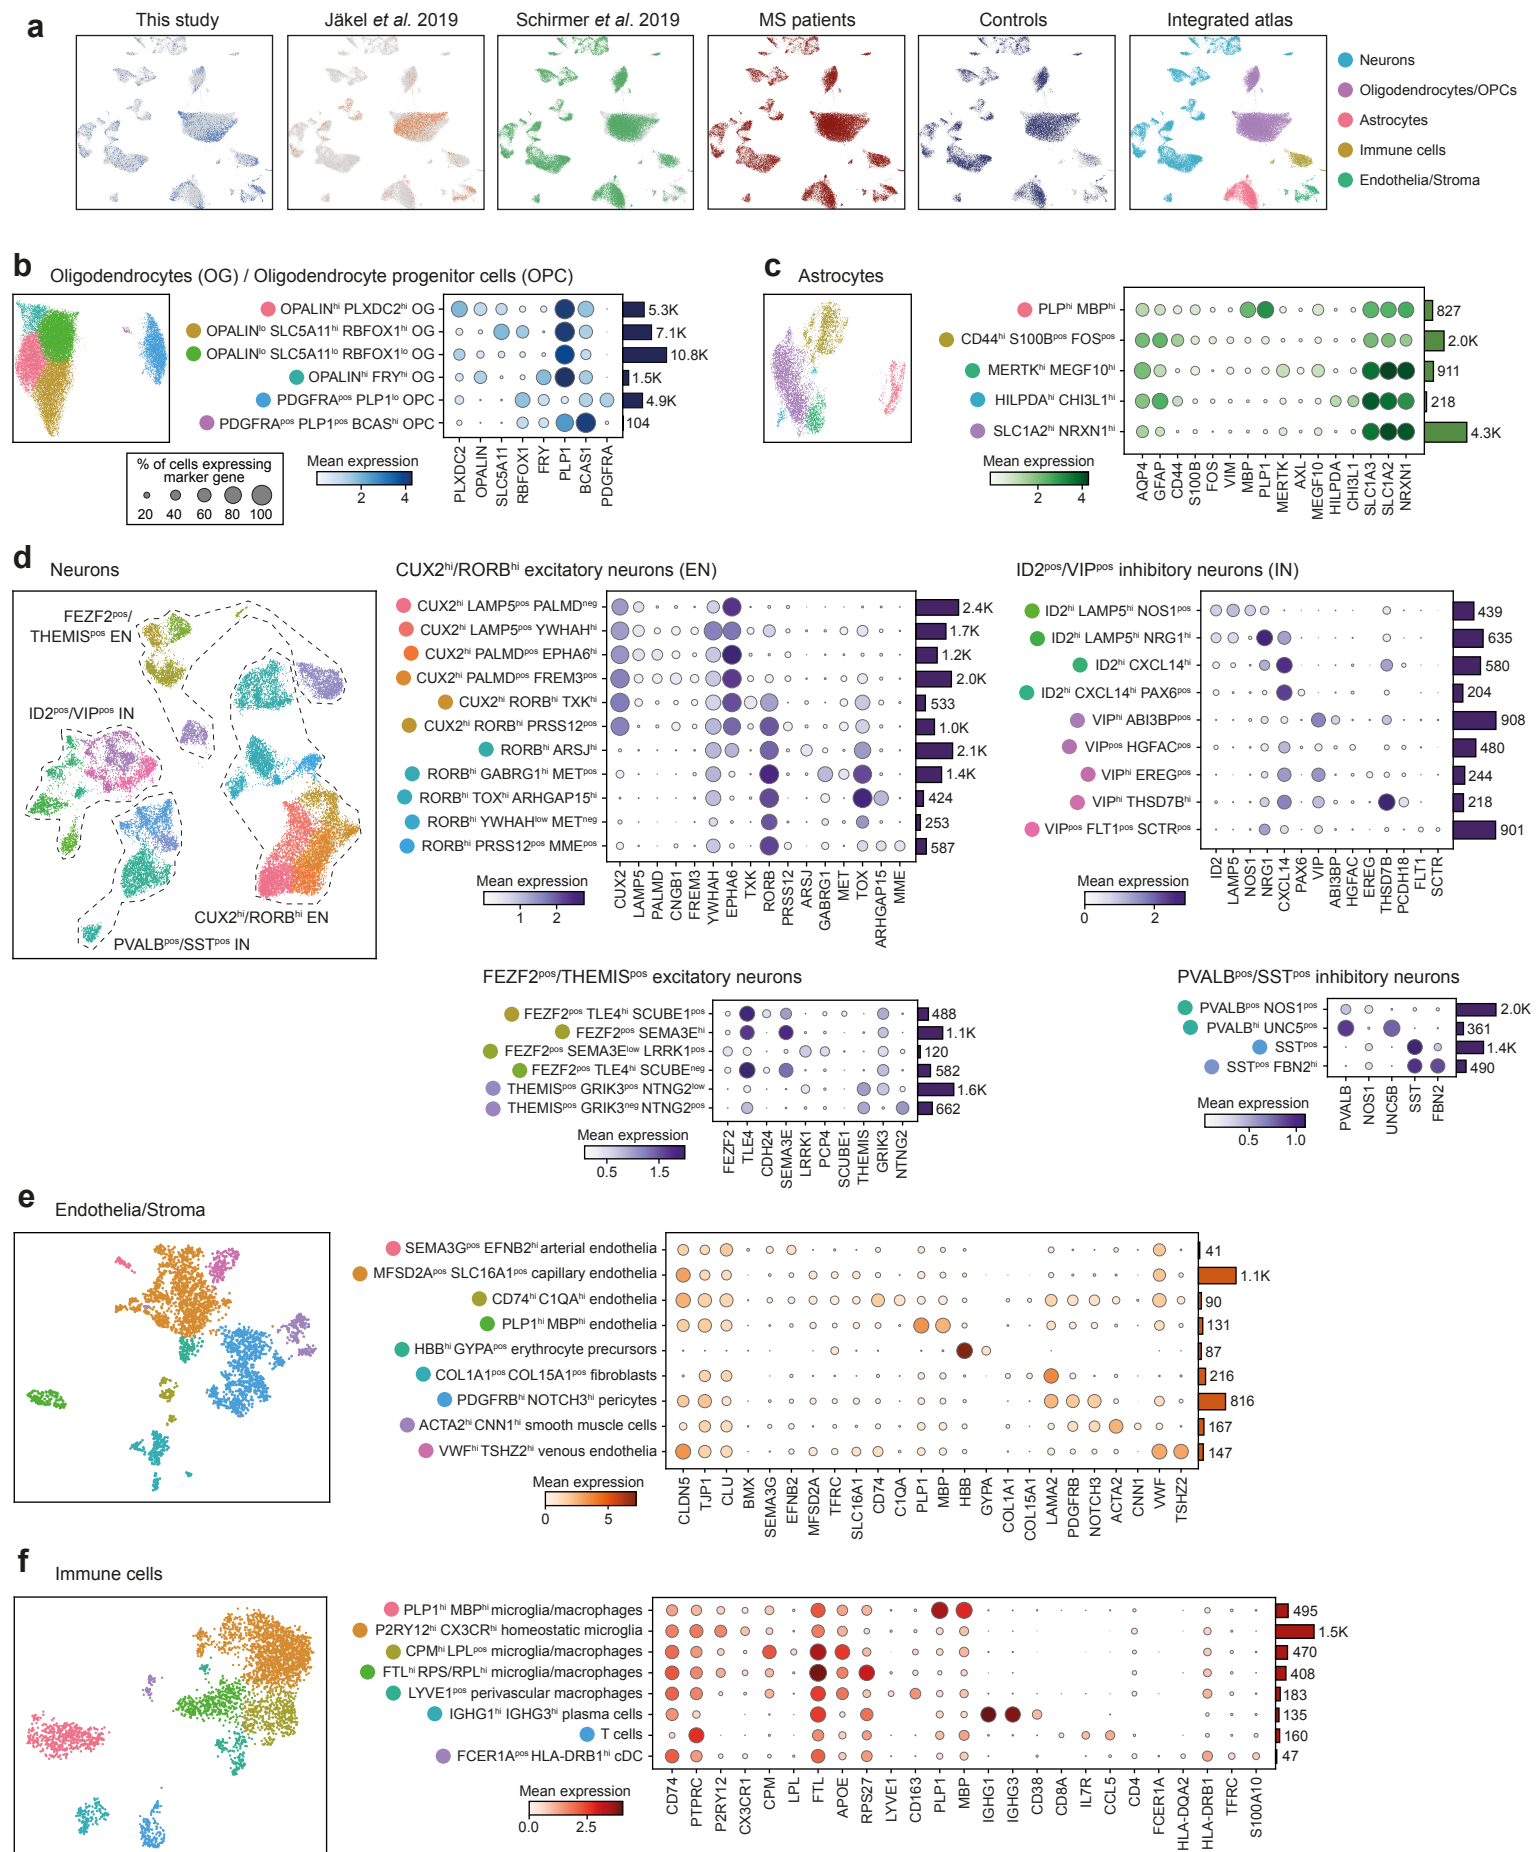 a
This study
Jäkel et al. 2019
Schirmer et al. 2019
MS patients
Controls
Integrated atlas
Neurons
Oligodendrocytes/OPCs
Astrocytes
Immune cells
Endothelia/Stroma
b
Oligodendrocytes (OG) / Oligodendrocyte progenitor cells (OPC)
OPALINhi PLXDC2hi OG
5.3K
OPALINlo SLC5A11hi RBFOX1hi OG
7.1K
OPALINlo SLC5A11lo RBFOX1lo OG
10.8K
OPALINhi FRYhi OG
1.5K
PDGFRApos PLP1lo OPC
4.9K
PDGFRApos PLP1pos BCAShi OPC
104
% of cells expressing
marker gene
20 40 60 80 100
Mean expression
2 4
PLXDC2
OPALIN
SLC5A11
RBFOX1
FRY
PLP1
BCAS1
PDGFRA
c
Astrocytes
PLPhi MBPhi
827
CD44hi S100Bpos FOSpos
2.0K
MERTKhi MEGF10hi
911
HILPDAhi CHI3L1hi
218
SLC1A2hi NRXN1hi
4.3K
Mean expression
2 4
AQP4
GFAP
CD44
S100B
FOS
VIM
MBP
PLP1
MERTK
AXL
MEGF10
HILPDA
CHI3L1
SLC1A3
SLC1A2
NRXN1
d
Neurons
FEZF2pos/
THEMISpos EN
ID2pos/VIPpos IN
CUX2hi/RORBhi EN
PVALBpos/SSTpos IN
CUX2hi/RORBhi excitatory neurons (EN)
CUX2hi LAMP5pos PALMDneg
2.4K
CUX2hi LAMP5pos YWHAHhi
1.7K
CUX2hi PALMDpos EPHA6hi
1.2K
CUX2hi PALMDpos FREM3pos
2.0K
CUX2hi RORBhi TXKhi
533
CUX2hi RORBhi PRSS12pos
1.0K
RORBhi ARSJhi
2.1K
RORBhi GABRG1hi METpos
1.4K
RORBhi TOXhi ARHGAP15hi
424
RORBhi YWHAHlow METneg
253
RORBhi PRSS12pos MMEpos
587
Mean expression
1 2
CUX2
LAMP5
PALMD
CNGB1
FREM3
YWHAH
EPHA6
TXK
RORB
PRSS12
ARSJ
GABRG1
MET
TOX
ARHGAP15
MME
ID2pos/VIPpos inhibitory neurons (IN)
ID2hi LAMP5hi NOS1pos
439
ID2hi LAMP5hi NRG1hi
635
ID2hi CXCL14hi
580
ID2hi CXCL14hi PAX6pos
204
VIPhi ABI3BPpos
908
VIPpos HGFACpos
480
VIPhi EREGpos
244
VIPhi THSD7Bhi
218
VIPpos FLT1pos SCTRpos
901
Mean expression
0 2
ID2
LAMP5
NOS1
NRG1
CXCL14
PAX6
VIP
ABI3BP
HGFAC
EREG
THSD7B
PCDH18
FLT1
SCTR
FEZF2pos/THEMISpos excitatory neurons
FEZF2pos TLE4hi SCUBE1pos
488
FEZF2pos SEMA3Ehi
1.1K
FEZF2pos SEMA3Elow LRRK1pos
120
FEZF2pos TLE4hi SCUBEneg
582
THEMISpos GRIK3pos NTNG2low
1.6K
THEMISpos GRIK3neg NTNG2pos
662
Mean expression
0.5 1.5
FEZF2
TLE4
CDH24
SEMA3E
LRRK1
PCP4
SCUBE1
THEMIS
GRIK3
NTNG2
PVALBpos/SSTpos inhibitory neurons
PVALBpos NOS1pos
2.0K
PVALBhi UNC5pos
361
SSTpos
1.4K
SSTpos FBN2hi
490
Mean expression
0.5 1.0
PVALB
NOS1
UNC5B
SST
FBN2
e
Endothelia/Stroma
SEMA3Gpos EFNB2hi arterial endothelia
41
MFSD2Apos SLC16A1pos capillary endothelia
1.1K
CD74hi C1QAhi endothelia
90
PLP1hi MBPhi endothelia
131
HBBhi GYPApos erythrocyte precursors
87
COL1A1pos COL15A1pos fibroblasts
216
PDGFRBhi NOTCH3hi pericytes
816
ACTA2hi CNN1hi smooth muscle cells
167
VWFhi TSHZ2hi venous endothelia
147
Mean expression
0 5
CLDN5
TJP1
CLU
BMX
SEMA3G
EFNB2
MFSD2A
TFRC
SLC16A1
CD74
C1QA
PLP1
MBP
HBB
GYPA
COL1A1
COL15A1
LAMA2
PDGFRB
NOTCH3
ACTA2
CNN1
VWF
TSHZ2
f
Immune cells
PLP1hi MBPhi microglia/macrophages
495
P2RY12hi CX3CRhi homeostatic microglia
1.5K
CPMhi LPLpos microglia/macrophages
470
FTLhi RPS/RPLhi microglia/macrophages
408
LYVE1pos perivascular macrophages
183
IGHG1hi IGHG3hi plasma cells
135
T cells
160
FCER1Apos HLA-DRB1hi cDC
47
Mean expression
0.0 2.5
CD74
PTPRC
P2RY12
CX3CR1
CPM
LPL
FTL
APOE
RPS27
LYVE1
CD163
PLP1
MBP
IGHG1
IGHG3
CD38
CD8A
IL7R
CCL5
CD4
FCER1A
HLA-DQA2
HLA-DRB1
TFRC
S100A10